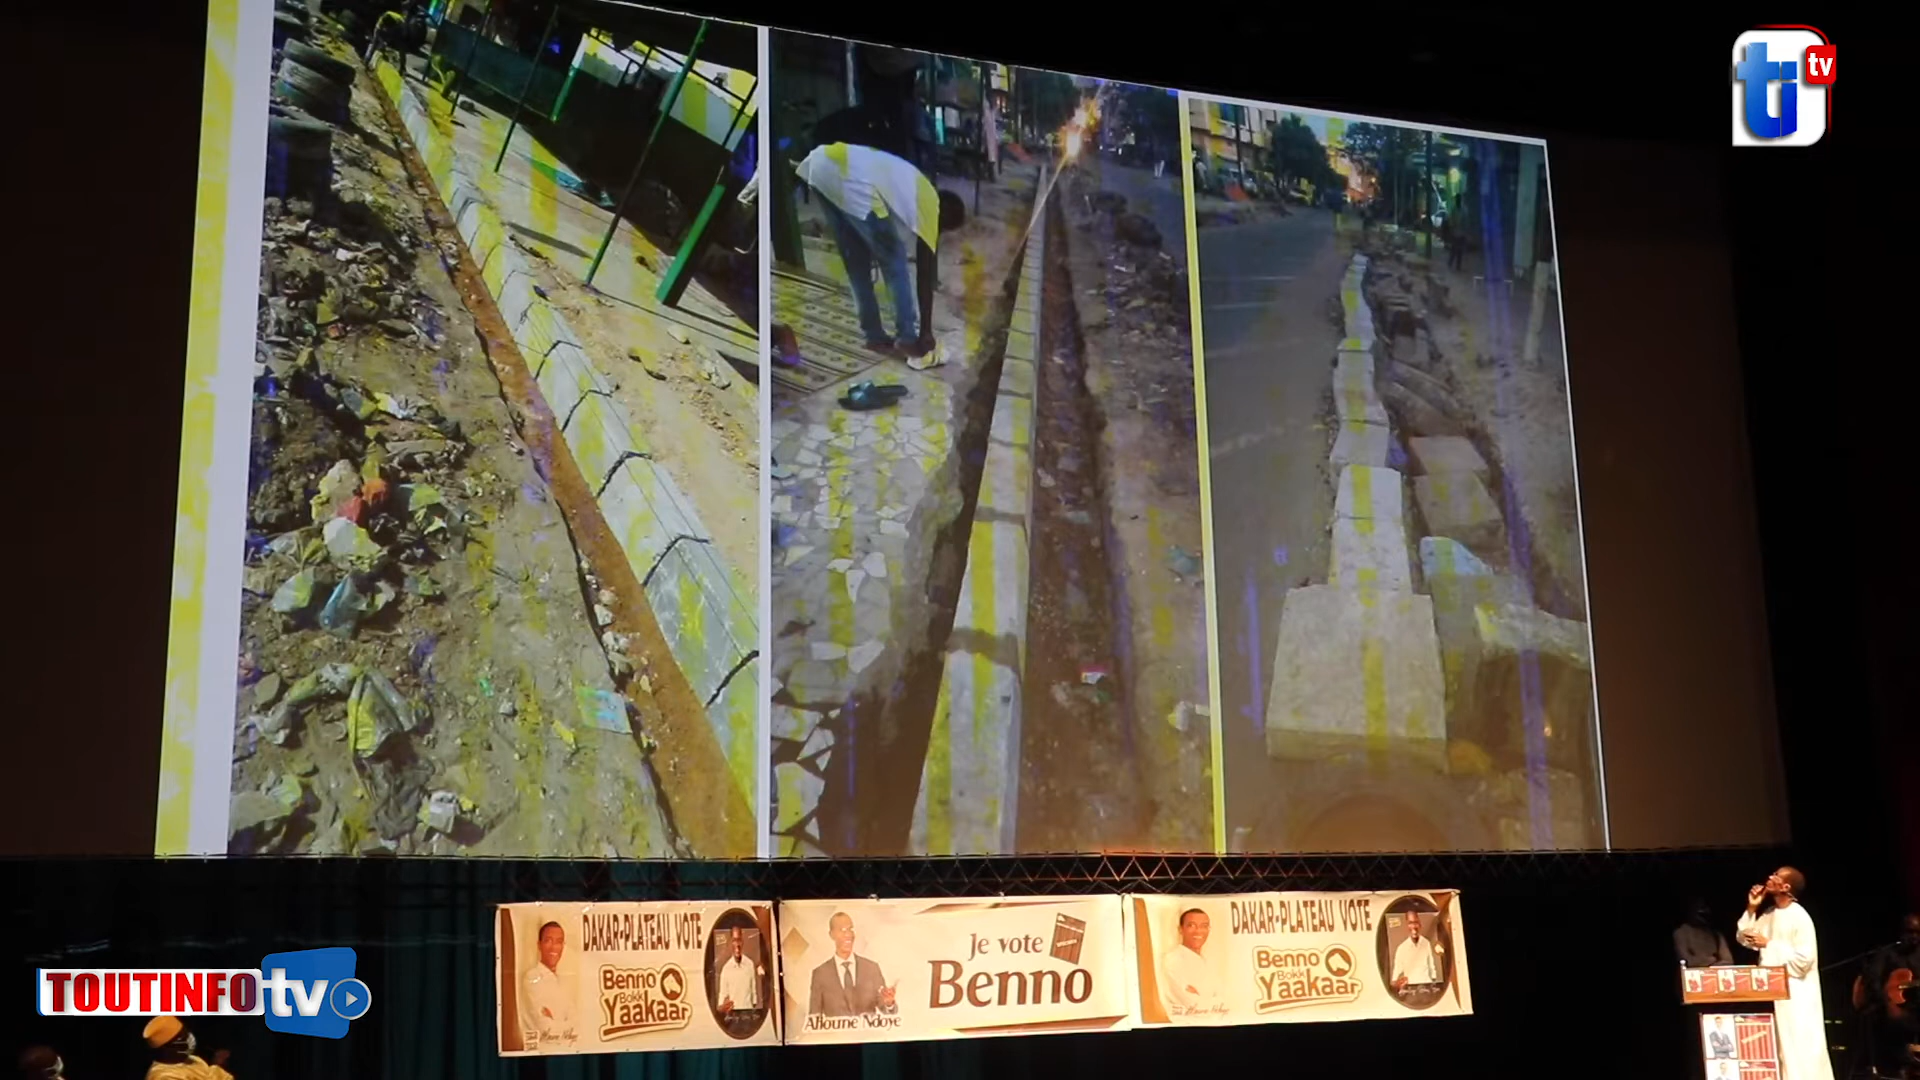 ti tv
DAKAR-PLATEAU VOTE
Benno
Bokk
Yaakaar
Je vote
Benno
Alioune Ndoye
DAKAR-PLATEAU VOTE
Benno
Bokk
Yaakaar
TOUTINFO tv